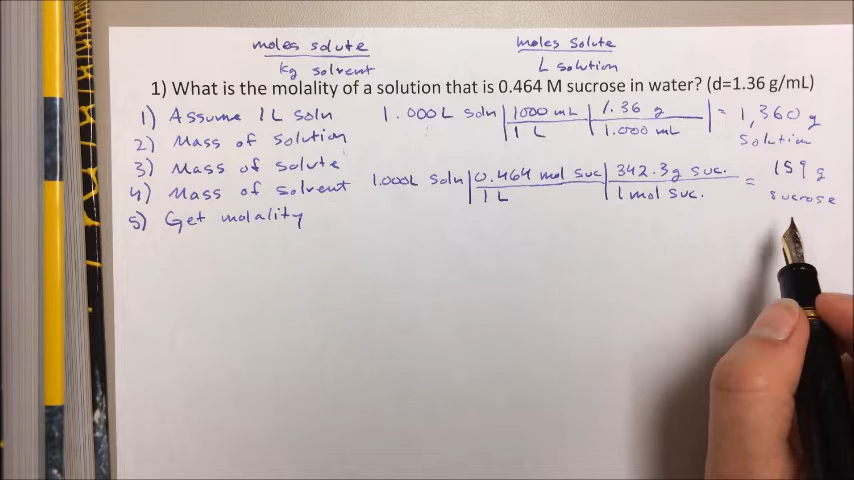 moles solute moles solute
kg solvent L solution
1) What is the molality of a solution that is 0.464 M sucrose in water? (d=1.36 g/mL)
1) Assume 1L soln 1.000L soln | 1000 mL | 1.36 g | = 1,360 g
1 L 1.000 mL solution
2) Mass of solution
3) Mass of solute
4) Mass of solvent 1.000L soln | 0.464 mol suc | 342.3g suc. = 159 g
1 L 1 mol suc. sucrose
5) Get molality